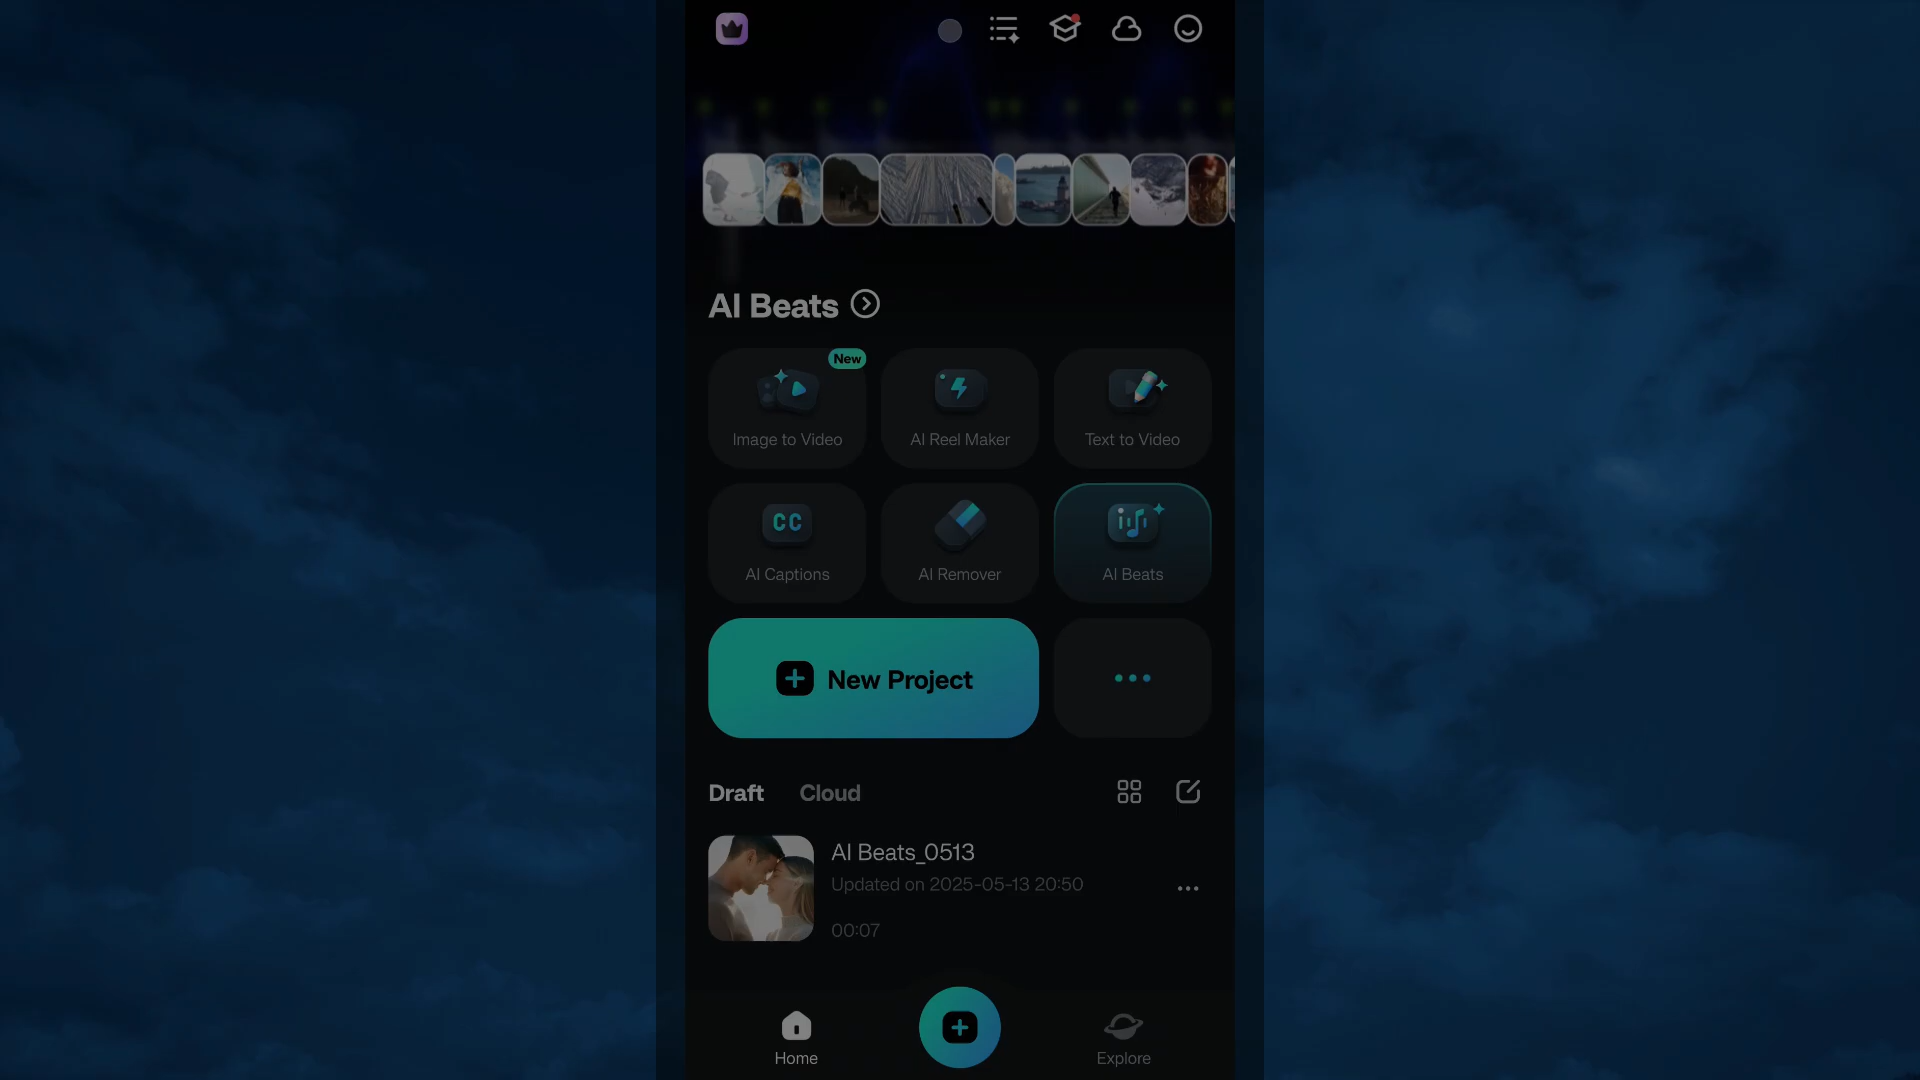 AI Beats
New
Image to Video
AI Reel Maker
Text to Video
CC
AI Captions
AI Remover
AI Beats
New Project
Draft
Cloud
AI Beats_0513
Updated on 2025-05-13 20:50
00:07
Home
Explore